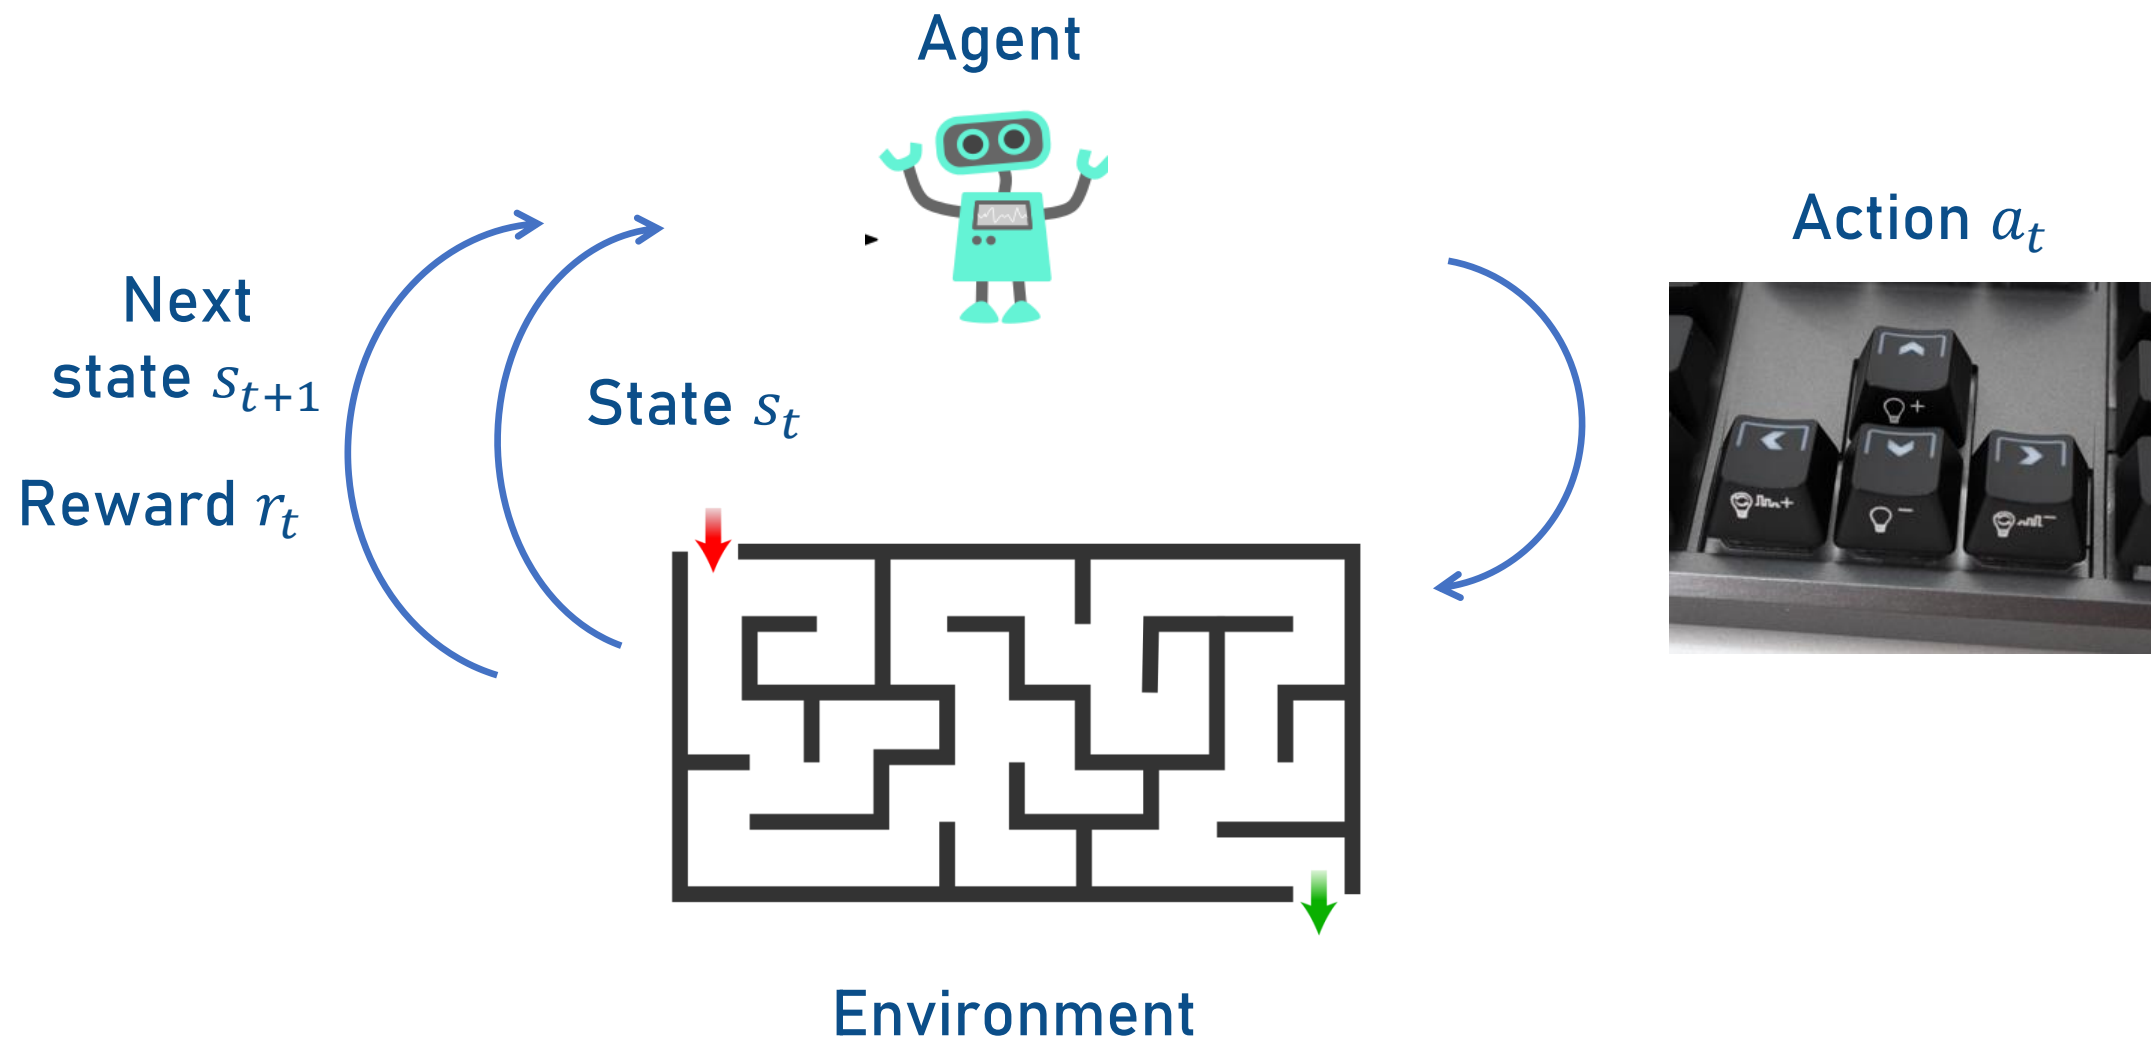 Agent
Action $a_t$
Next
state $s_{t+1}$
State $s_t$
Reward $r_t$
Environment